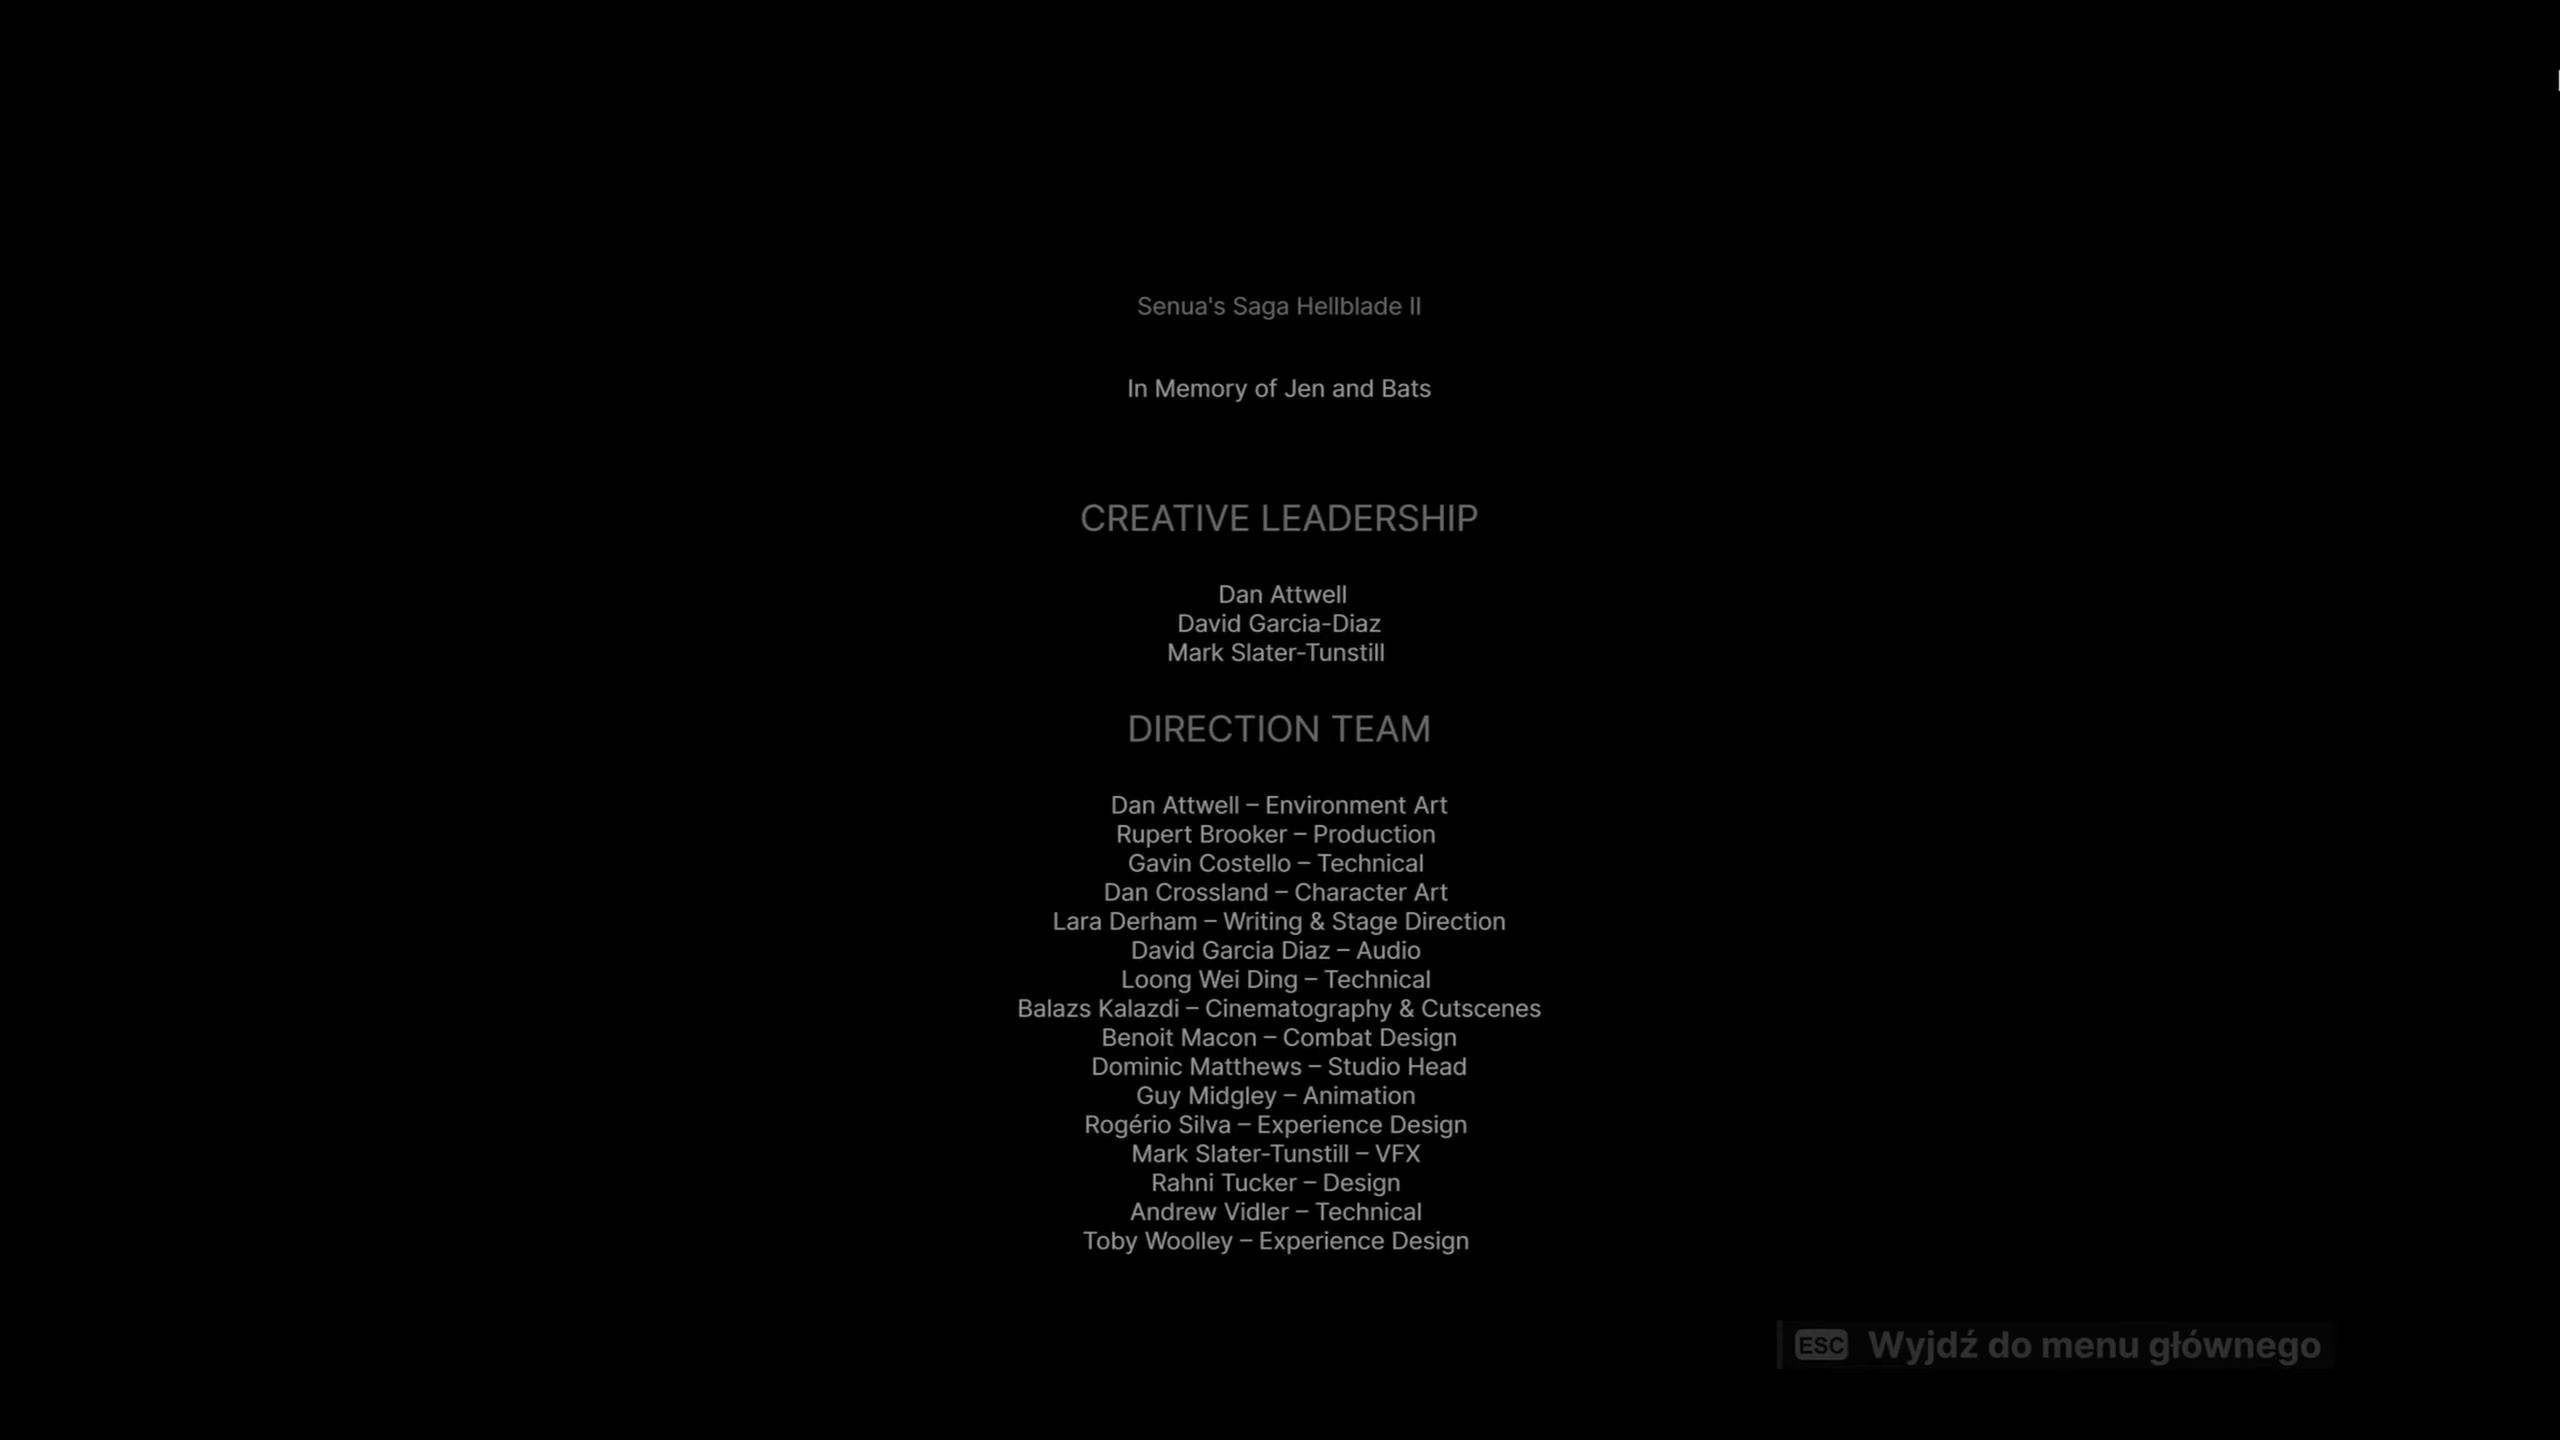 Senua's Saga Hellblade II
In Memory of Jen and Bats
CREATIVE LEADERSHIP
Dan Attwell
David Garcia-Diaz
Mark Slater-Tunstill
DIRECTION TEAM
Dan Attwell – Environment Art
Rupert Brooker – Production
Gavin Costello – Technical
Dan Crossland – Character Art
Lara Derham – Writing & Stage Direction
David Garcia Diaz – Audio
Loong Wei Ding – Technical
Balazs Kalazdi – Cinematography & Cutscenes
Benoit Macon – Combat Design
Dominic Matthews – Studio Head
Guy Midgley – Animation
Rogério Silva – Experience Design
Mark Slater-Tunstill – VFX
Rahni Tucker – Design
Andrew Vidler – Technical
Toby Woolley – Experience Design
ESC Wyjdź do menu głównego